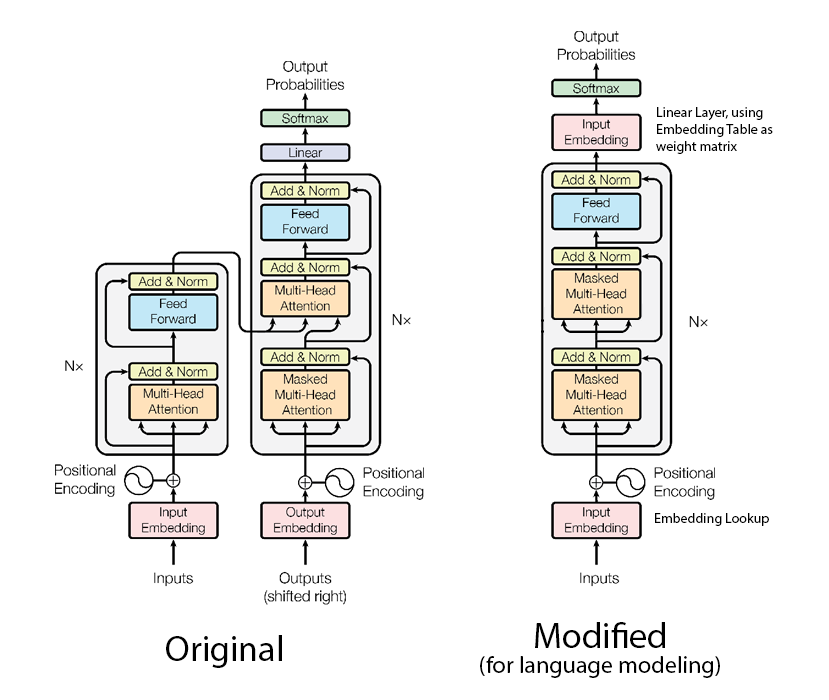 Output
Probabilities
Softmax
Linear
Add & Norm
Feed
Forward
Add & Norm
Multi-Head
Attention
Add & Norm
Masked
Multi-Head
Attention
N×
Add & Norm
Feed
Forward
Add & Norm
Multi-Head
Attention
N×
Positional
Encoding
Positional
Encoding
Input
Embedding
Output
Embedding
Inputs
Outputs
(shifted right)
Original
Output
Probabilities
Softmax
Input
Embedding
Linear Layer, using
Embedding Table as
weight matrix
Add & Norm
Feed
Forward
Add & Norm
Masked
Multi-Head
Attention
N×
Add & Norm
Masked
Multi-Head
Attention
Positional
Encoding
Input
Embedding
Embedding Lookup
Inputs
Modified
(for language modeling)